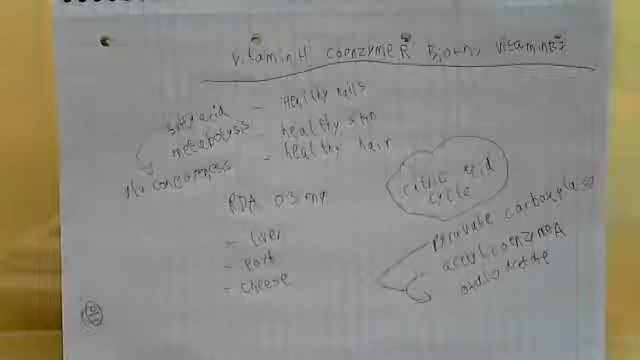 Vitamin H coenzyme R Biotin, vitamin B7
- Healthy nails
- healthy skin
- healthy hair
fatty acid
metabolysis
No
RDA 0.3 mg
- liver
- pork
- cheese
citric acid
cycle
pyruvate carboxylase
acetyl coenzyme A